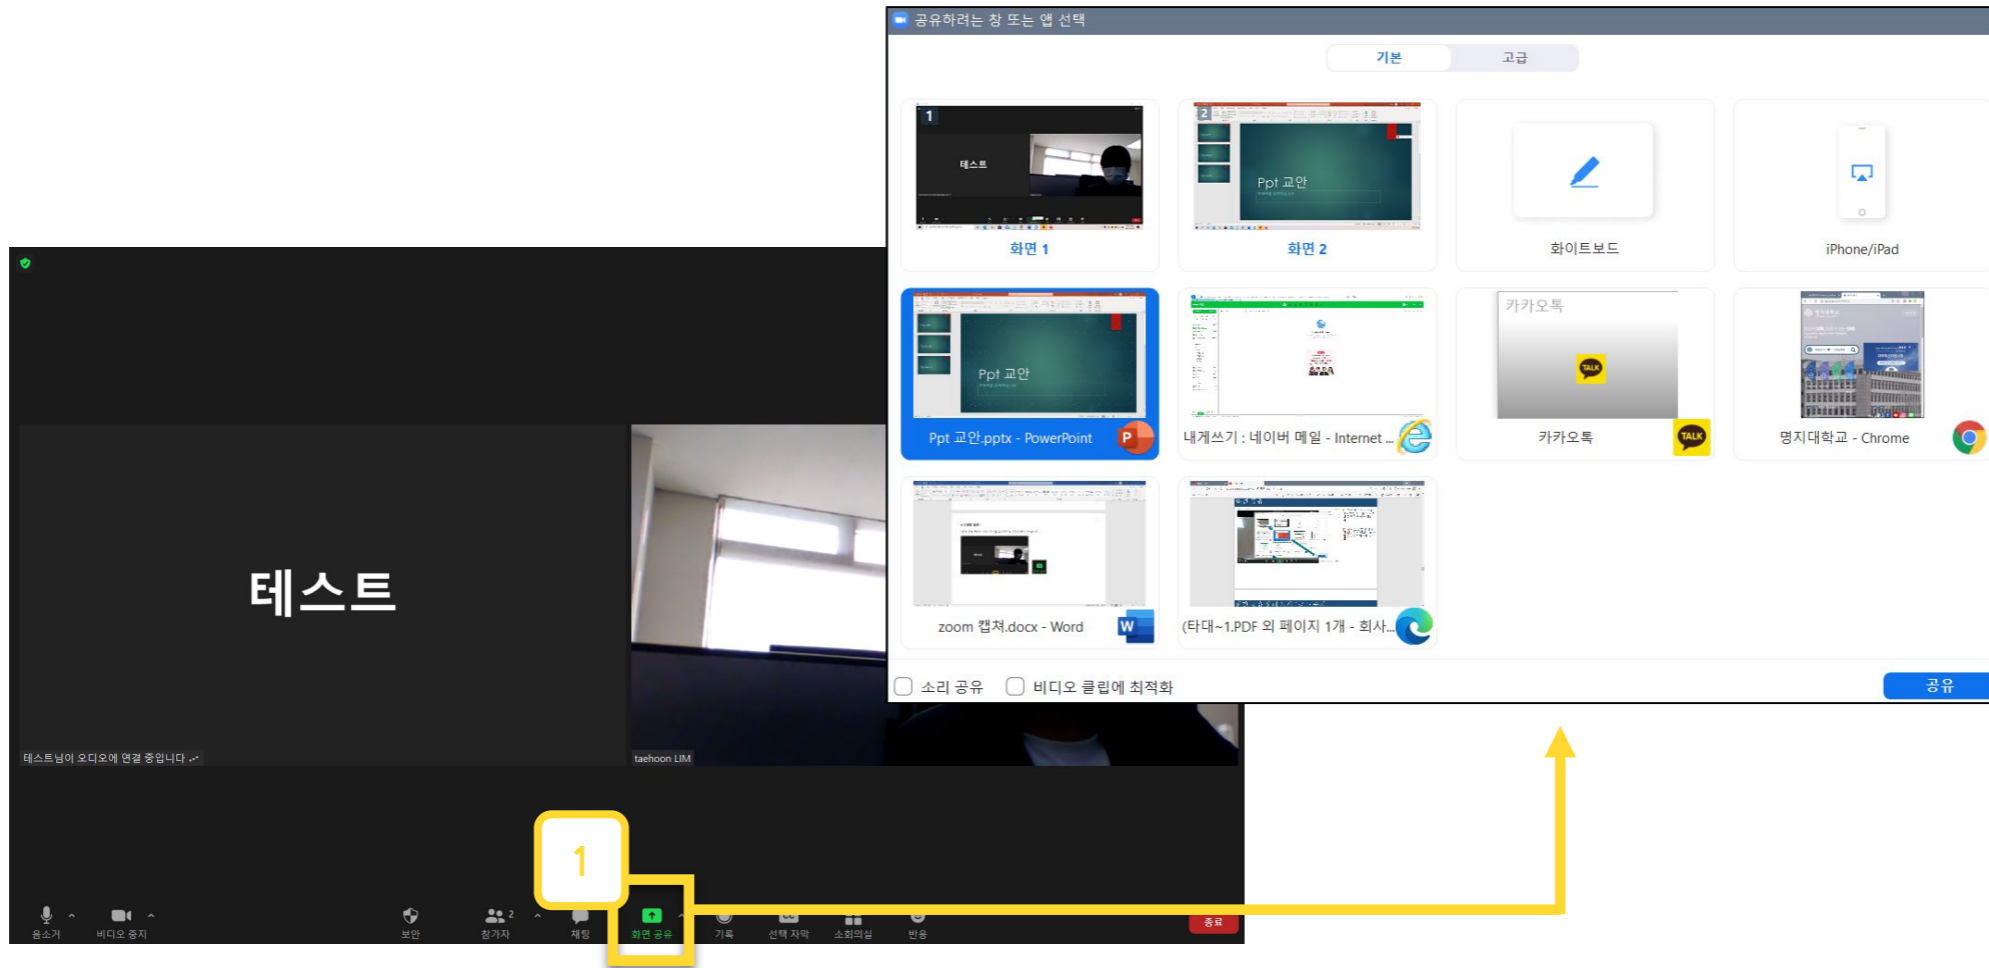 공유하려는 창 또는 앱 선택
기본
고급
1
테스트
화면 1
2
Ppt 교안
화면 2
화이트보드
iPhone/iPad
Ppt 교안
Ppt 교안.pptx - PowerPoint
P
내게쓰기 : 네이버 메일 - Internet ...
카카오톡
TALK
카카오톡
TALK
명지대학교
명지대학교 - Chrome
zoom 캡쳐.docx - Word
W
(타대~1.PDF 외 페이지 1개 - 회사...
소리 공유
비디오 클립에 최적화
공유
테스트
테스트님이 오디오에 연결 중입니다
taehoon LIM
1
음소거
비디오 중지
보안
2
참가자
채팅
화면 공유
기록
선택 자막
소회의실
반응
종료